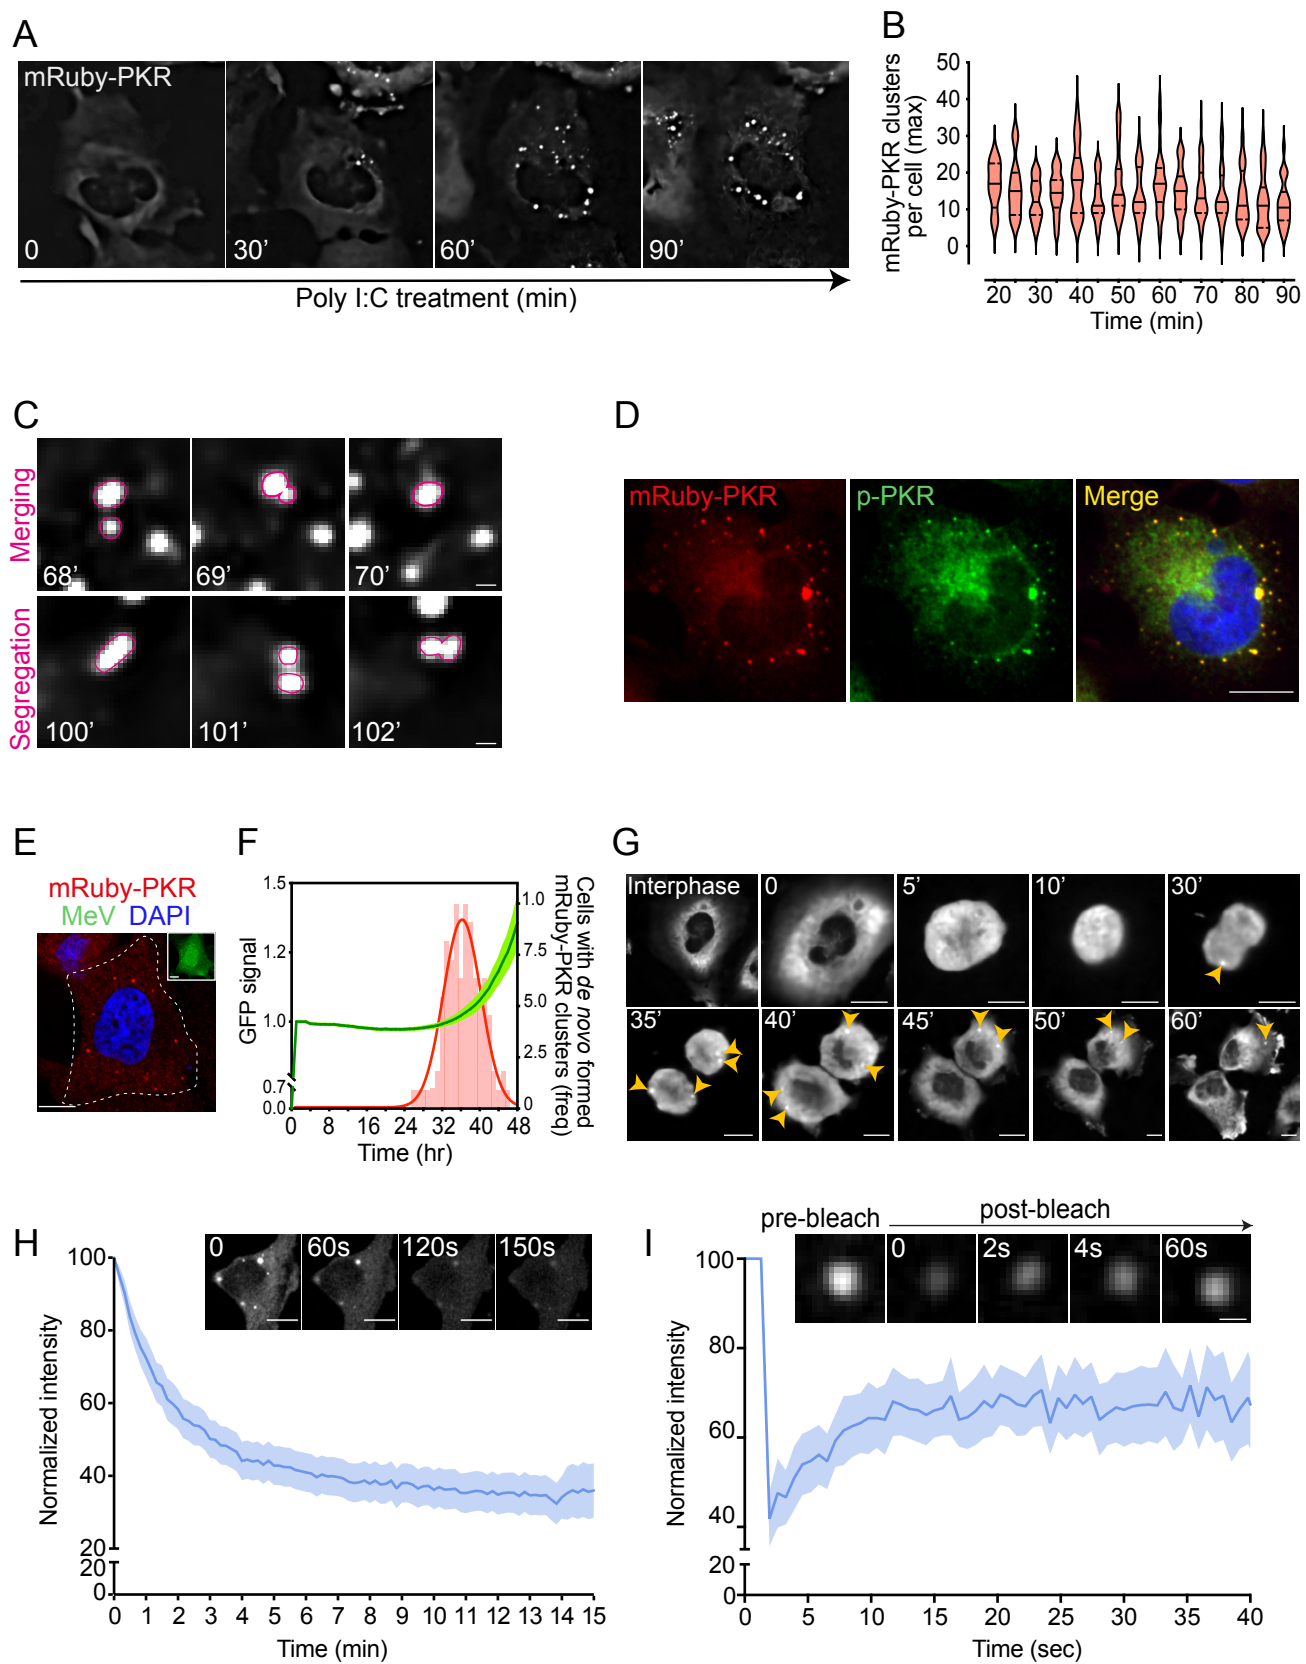 A
mRuby-PKR
0
30’
60’
90’
Poly I:C treatment (min)
B
mRuby-PKR clusters
per cell (max)
50
40
30
20
10
0
20 30 40 50 60 70 80 90
Time (min)
C
Merging
68’
69’
70’
Segregation
100’
101’
102’
D
mRuby-PKR
p-PKR
Merge
E
mRuby-PKR
MeV DAPI
F
GFP signal
1.5
1.2
1.0
0.7
0.0
1.0
7.5
5.0
2.5
0
Cells with de novo formed
mRuby-PKR clusters (freq)
0 8 16 24 32 40 48
Time (hr)
G
Interphase
0
5’
10’
30’
35’
40’
45’
50’
60’
H
0
60s
120s
150s
Normalized intensity
100
80
60
40
20
20
0
0 1 2 3 4 5 6 7 8 9 10 11 12 13 14 15
Time (min)
I
pre-bleach
post-bleach
0
2s
4s
60s
Normalized intensity
100
80
60
40
20
0
0 5 10 15 20 25 30 35 40
Time (sec)